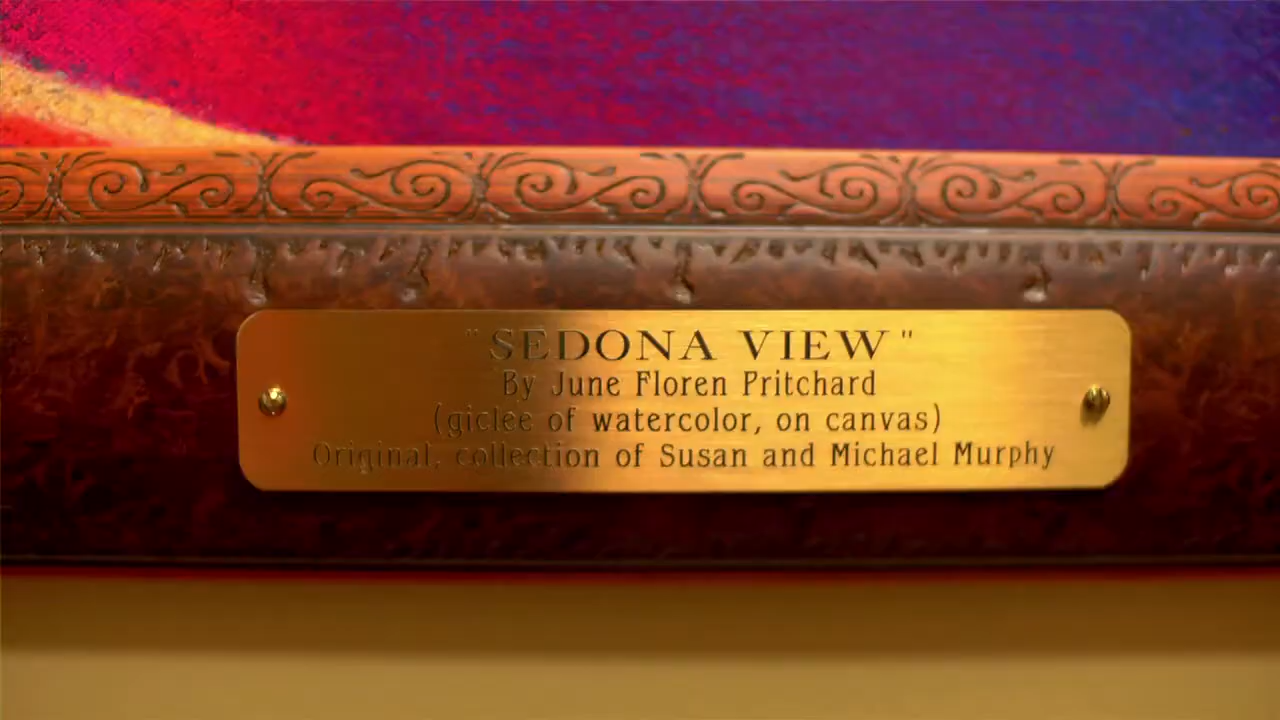 "SEDONA VIEW"
By June Floren Pritchard
(giclee of watercolor, on canvas)
Original, collection of Susan and Michael Murphy